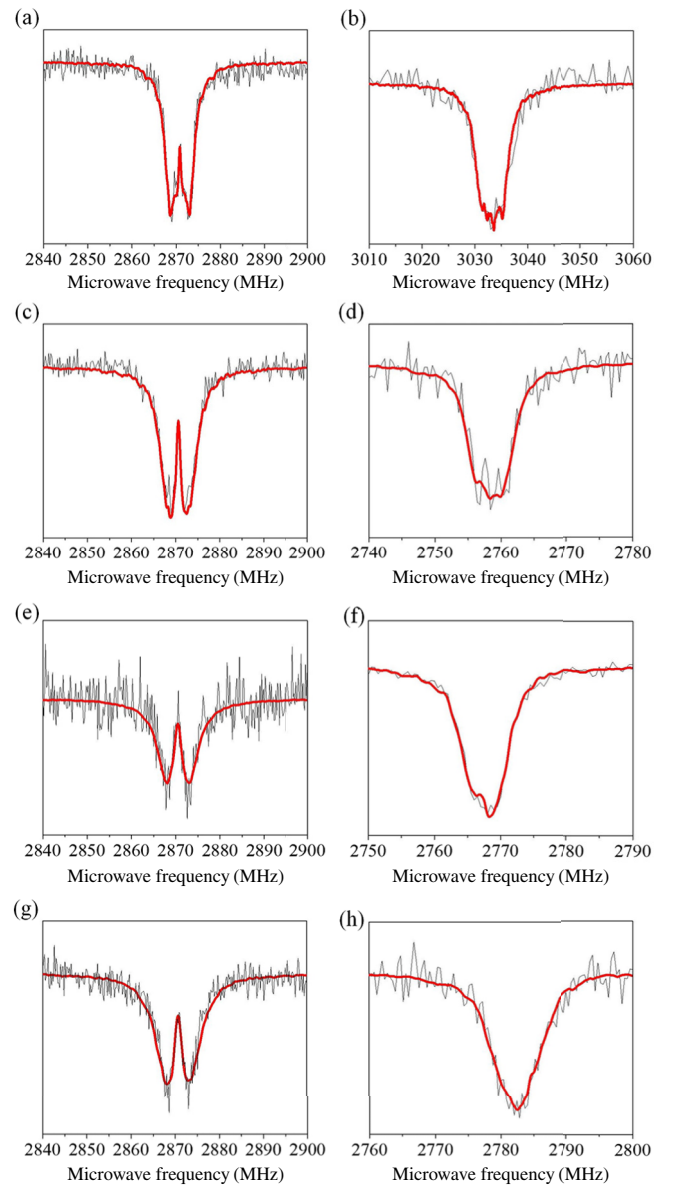 (a) (b)
2840 2850 2860 2870 2880 2890 2900 3010 3020 3030 3040 3050 3060
Microwave frequency (MHz) Microwave frequency (MHz)
(c) (d)
2840 2850 2860 2870 2880 2890 2900 2740 2750 2760 2770 2780
Microwave frequency (MHz) Microwave frequency (MHz)
(e) (f)
2840 2850 2860 2870 2880 2890 2900 2750 2760 2770 2780 2790
Microwave frequency (MHz) Microwave frequency (MHz)
(g) (h)
2840 2850 2860 2870 2880 2890 2900 2760 2770 2780 2790 2800
Microwave frequency (MHz) Microwave frequency (MHz)